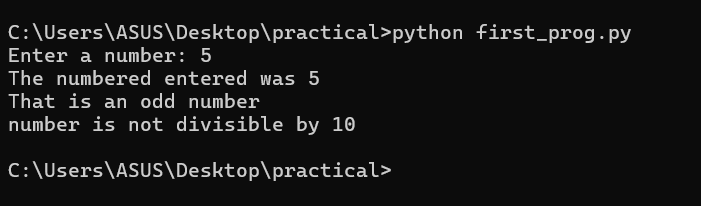 C:\Users\ASUS\Desktop\practical>python first_prog.py
Enter a number: 5
The numbered entered was 5
That is an odd number
number is not divisible by 10
C:\Users\ASUS\Desktop\practical>